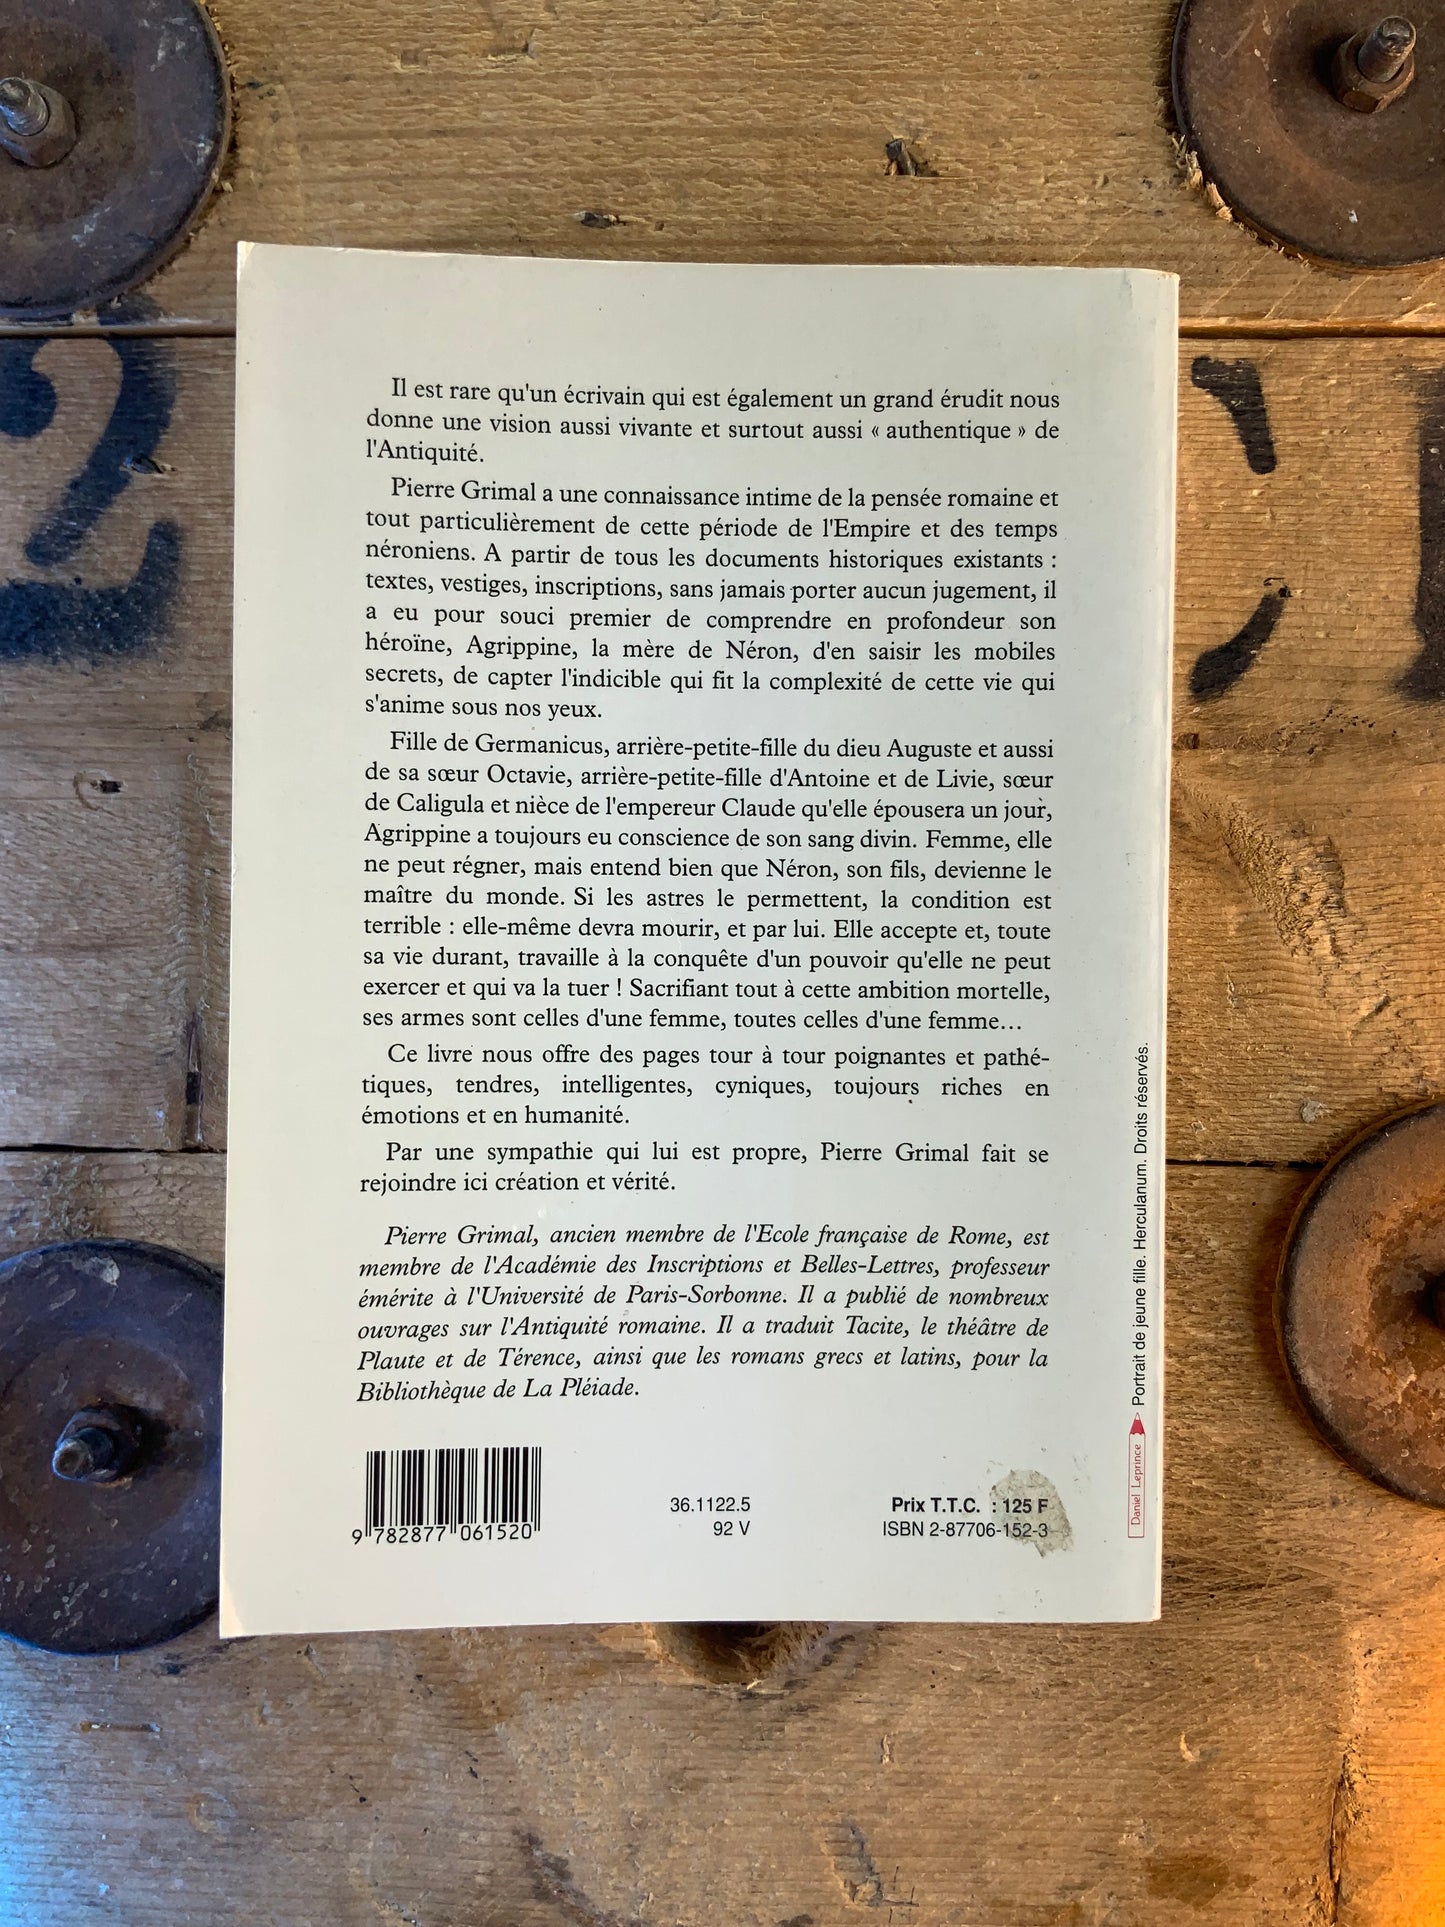 Il est rare qu'un écrivain qui est également un grand érudit nous
donne une vision aussi vivante et surtout aussi « authentique » de
l'Antiquité.
Pierre Grimal a une connaissance intime de la pensée romaine et
tout particulièrement de cette période de l'Empire et des temps
néroniens. A partir de tous les documents historiques existants :
textes, vestiges, inscriptions, sans jamais porter aucun jugement, il
a eu pour souci premier de comprendre en profondeur son
héroïne, Agrippine, la mère de Néron, d'en saisir les mobiles
secrets, de capter l'indicible qui fit la complexité de cette vie qui
s'anime sous nos yeux.
Fille de Germanicus, arrière-petite-fille du dieu Auguste et aussi
de sa sœur Octavie, arrière-petite-fille d'Antoine et de Livie, sœur
de Caligula et nièce de l'empereur Claude qu'elle épousera un jour,
Agrippine a toujours eu conscience de son sang divin. Femme, elle
ne peut régner, mais entend bien que Néron, son fils, devienne le
maître du monde. Si les astres le permettent, la condition est
terrible : elle-même devra mourir, et par lui. Elle accepte et, toute
sa vie durant, travaille à la conquête d'un pouvoir qu'elle ne peut
exercer et qui va la tuer ! Sacrifiant tout à cette ambition mortelle,
ses armes sont celles d'une femme, toutes celles d'une femme...
Ce livre nous offre des pages tour à tour poignantes et pathé-
tiques, tendres, intelligentes, cyniques, toujours riches en
émotions et en humanité.
Par une sympathie qui lui est propre, Pierre Grimal fait se
rejoindre ici création et vérité.
Pierre Grimal, ancien membre de l'Ecole française de Rome, est
membre de l'Académie des Inscriptions et Belles-Lettres, professeur
émérite à l'Université de Paris-Sorbonne. Il a publié de nombreux
ouvrages sur l'Antiquité romaine. Il a traduit Tacite, le théâtre de
Plaute et de Térence, ainsi que les romans grecs et latins, pour la
Bibliothèque de La Pléiade.
9 782877 061520
36.1122.5
92 V
Prix T.T.C. : 125 F
ISBN 2-87706-152-3
Daniel Leprince
Portrait de jeune fille. Herculanum. Droits réservés.
2